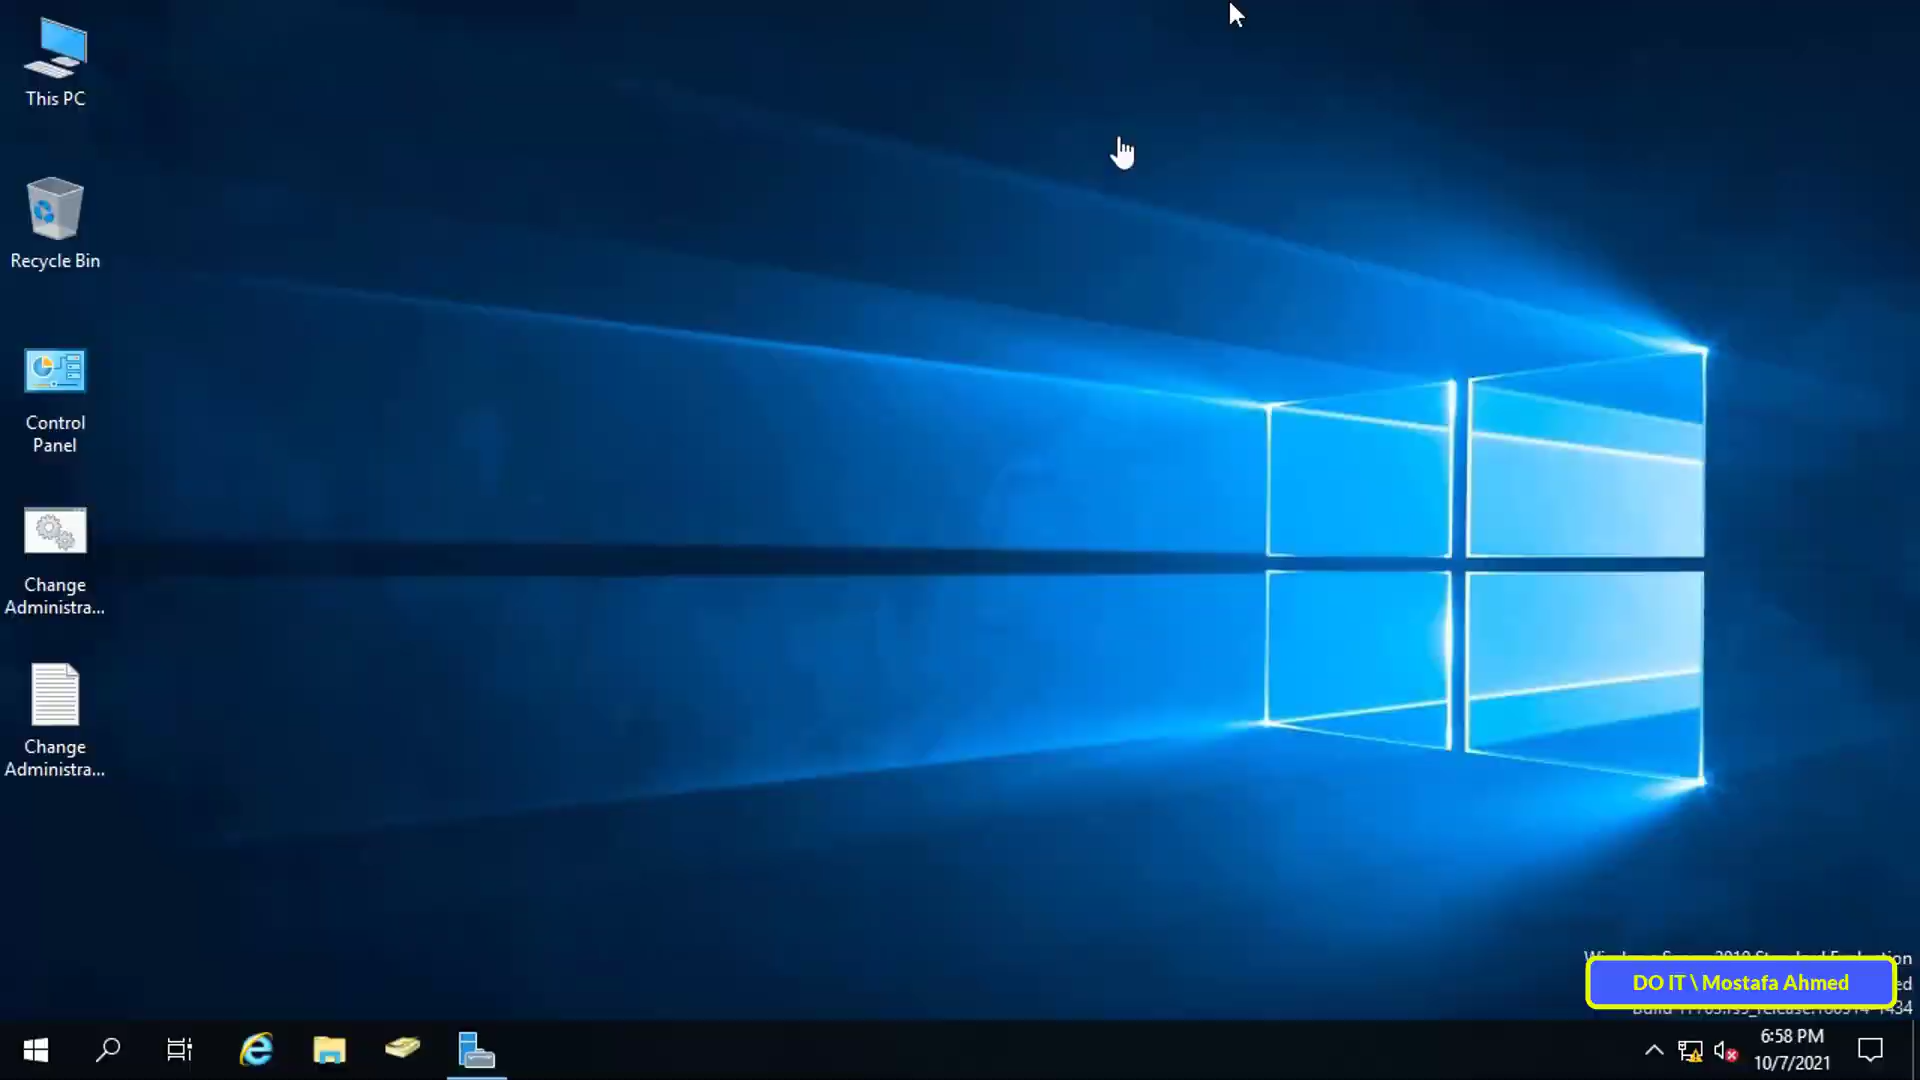 This PC
Recycle Bin
Control
Panel
Change
Administra...
Change
Administra...
DO IT \ Mostafa Ahmed
6:58 PM
10/7/2021